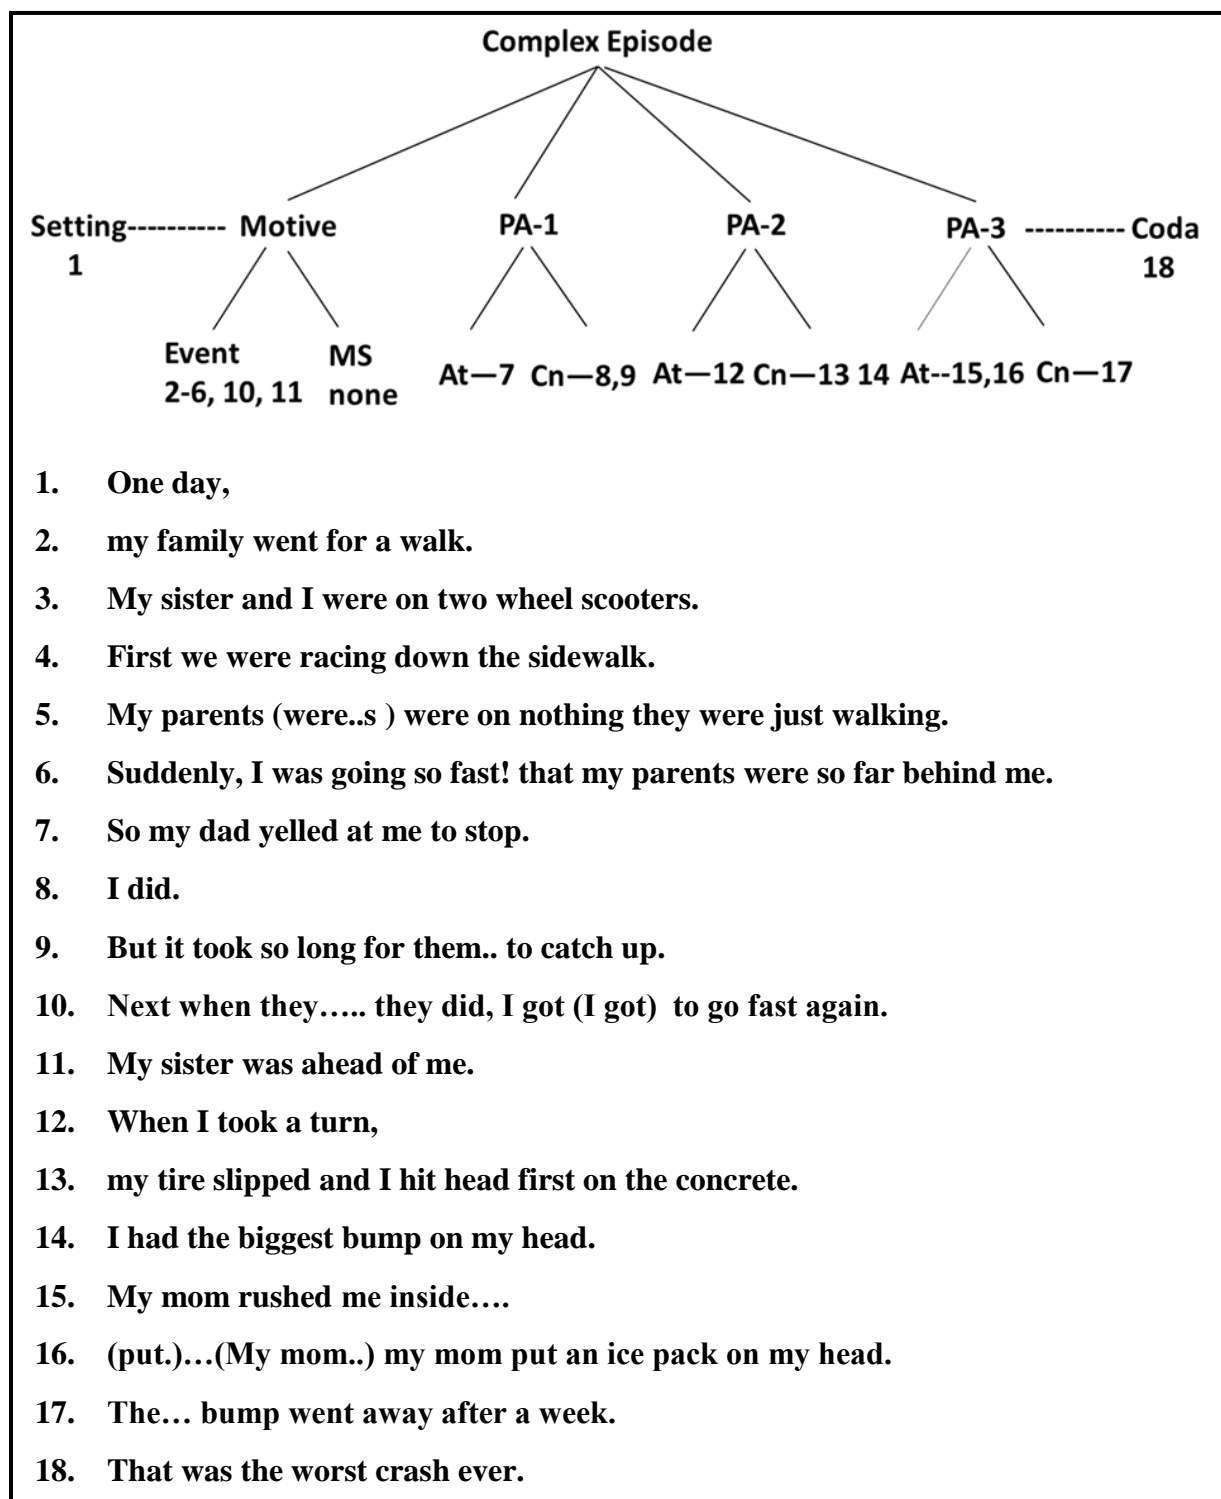 Complex Episode
Setting---------- Motive PA-1 PA-2 PA-3 ---------- Coda
1 18
Event MS
2-6, 10, 11 none
At—7 Cn—8,9 At—12 Cn—13 14 At--15,16 Cn—17
1. One day,
2. my family went for a walk.
3. My sister and I were on two wheel scooters.
4. First we were racing down the sidewalk.
5. My parents (were..s ) were on nothing they were just walking.
6. Suddenly, I was going so fast! that my parents were so far behind me.
7. So my dad yelled at me to stop.
8. I did.
9. But it took so long for them.. to catch up.
10. Next when they….. they did, I got (I got)  to go fast again.
11. My sister was ahead of me.
12. When I took a turn,
13. my tire slipped and I hit head first on the concrete.
14. I had the biggest bump on my head.
15. My mom rushed me inside….
16. (put.)…(My mom..) my mom put an ice pack on my head.
17. The… bump went away after a week.
18. That was the worst crash ever.